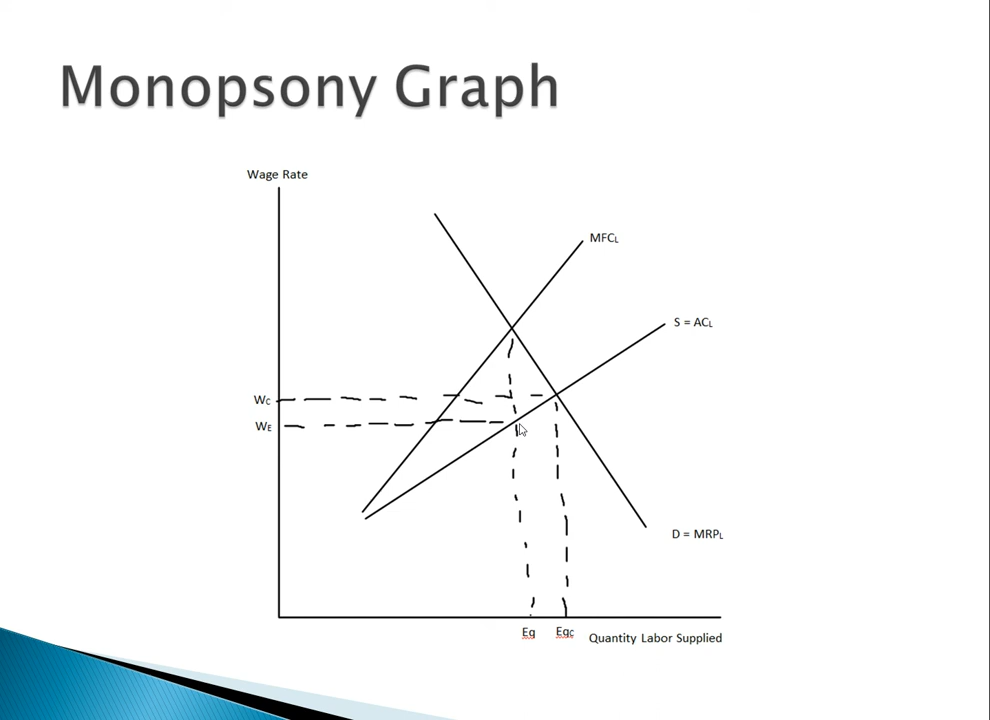 Monopsony Graph
Wage Rate
MFCL
S = ACL
WC
WE
D = MRPL
Eq Eqc
Quantity Labor Supplied